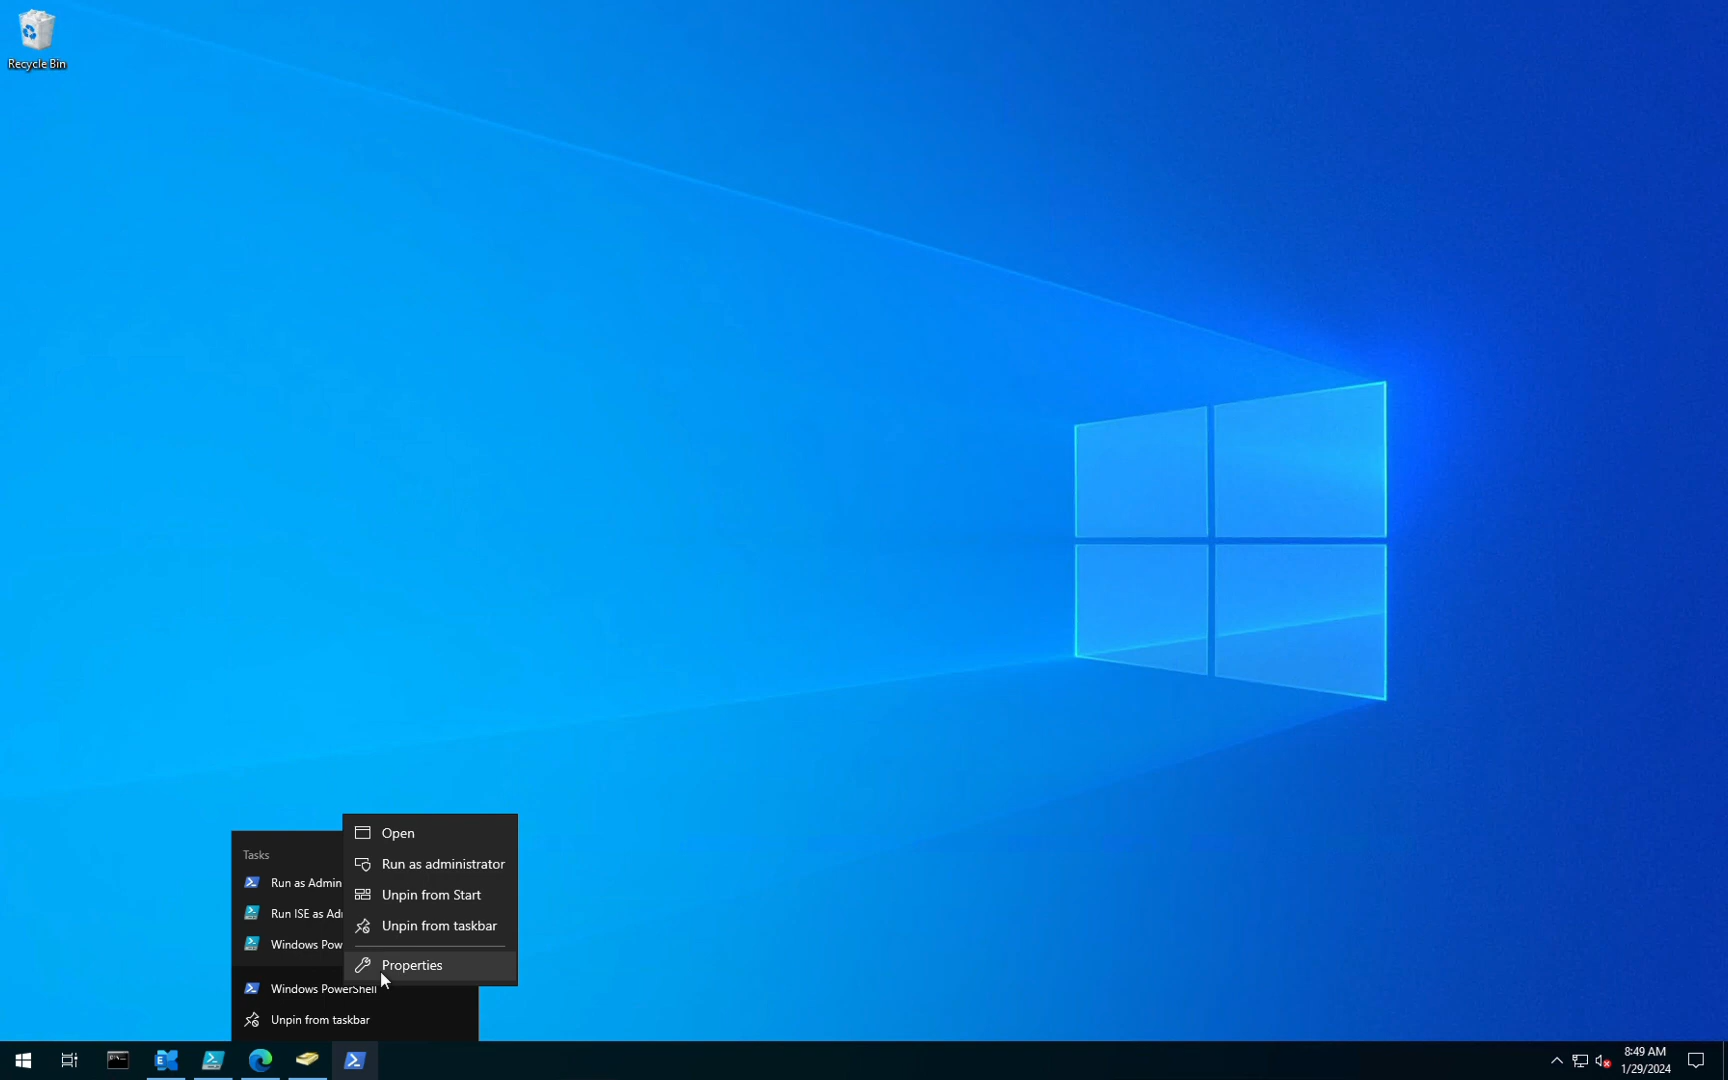 Recycle Bin
Open
Run as administrator
Unpin from Start
Unpin from taskbar
Properties
Tasks
Run as Admin
Run ISE as Ad
Windows Pow
Windows PowerShell
Unpin from taskbar
8:49 AM
1/29/2024